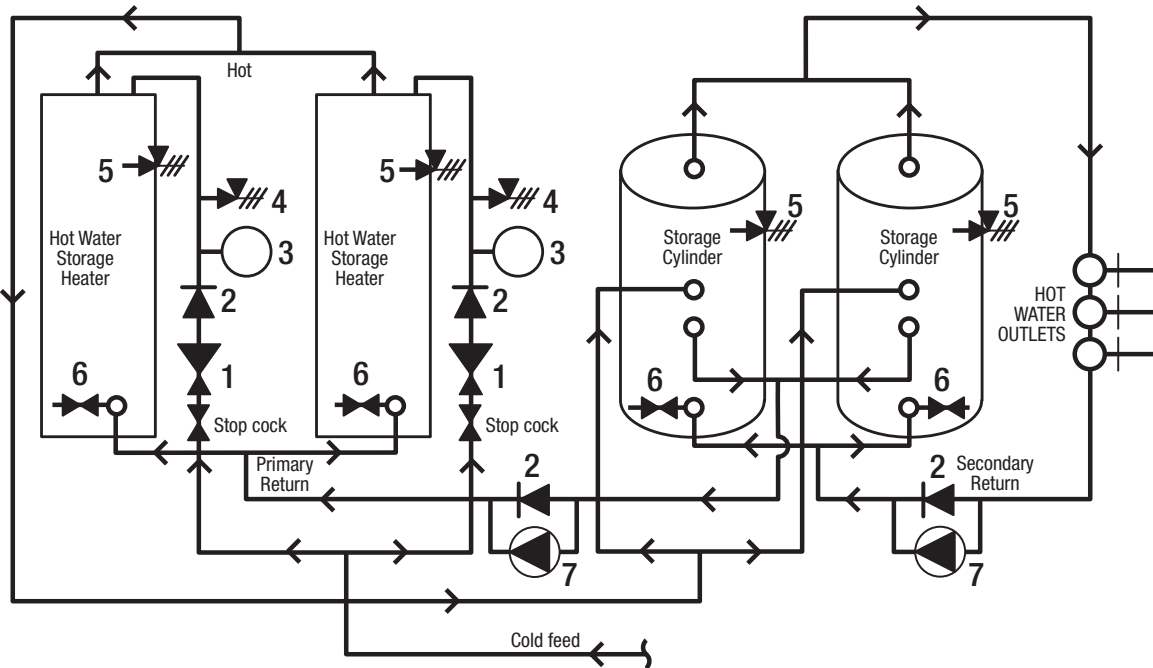 Hot
5
4
Hot Water
Storage
Heater
3
2
1
6
Stop cock
5
4
Hot Water
Storage
Heater
3
2
1
6
Stop cock
Primary
Return
2
7
Cold feed
5
Storage
Cylinder
6
5
Storage
Cylinder
6
HOT
WATER
OUTLETS
2
Secondary
Return
7